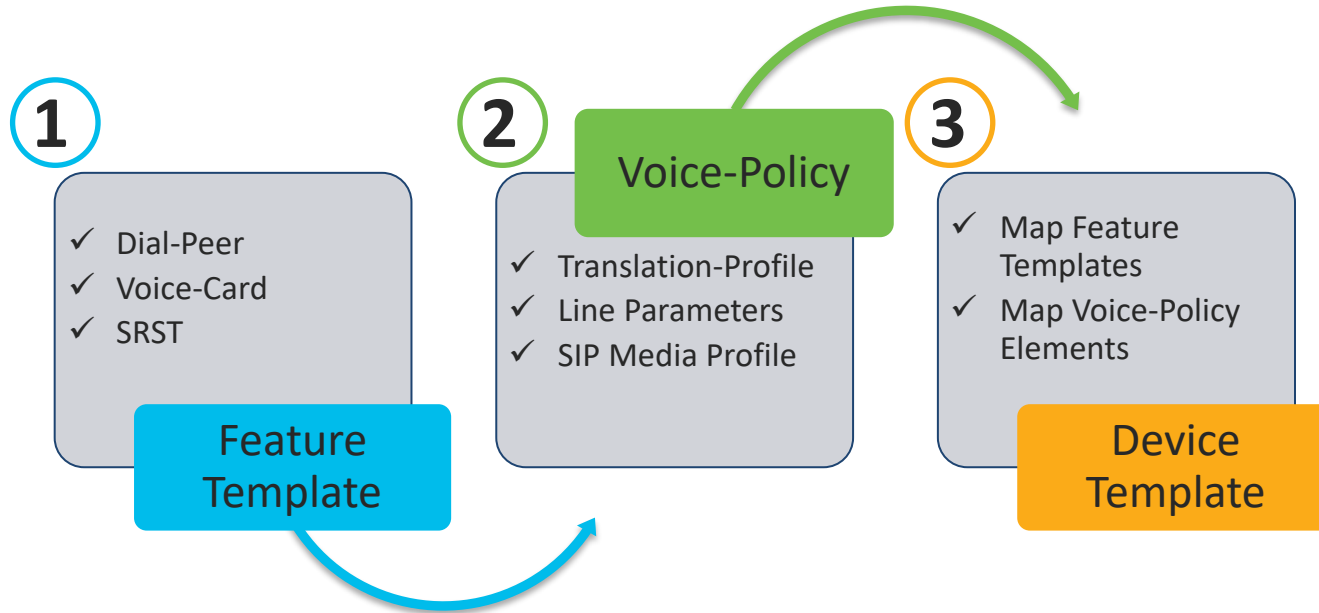 1
✓ Dial-Peer
✓ Voice-Card
✓ SRST
Feature
Template
2
Voice-Policy
✓ Translation-Profile
✓ Line Parameters
✓ SIP Media Profile
3
✓ Map Feature
Templates
✓ Map Voice-Policy
Elements
Device
Template